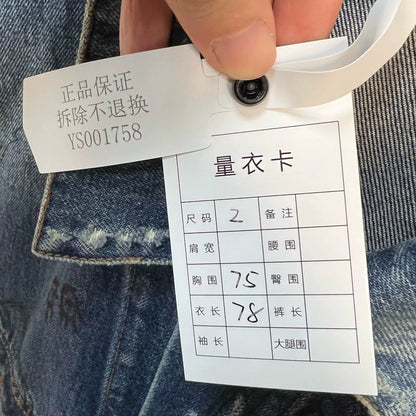 正品保证
拆除不退换
YS001758
量衣卡
尺码 2 备注
肩宽 腰围
胸围 75 臀围
衣长 78 裤长
袖长 大腿围